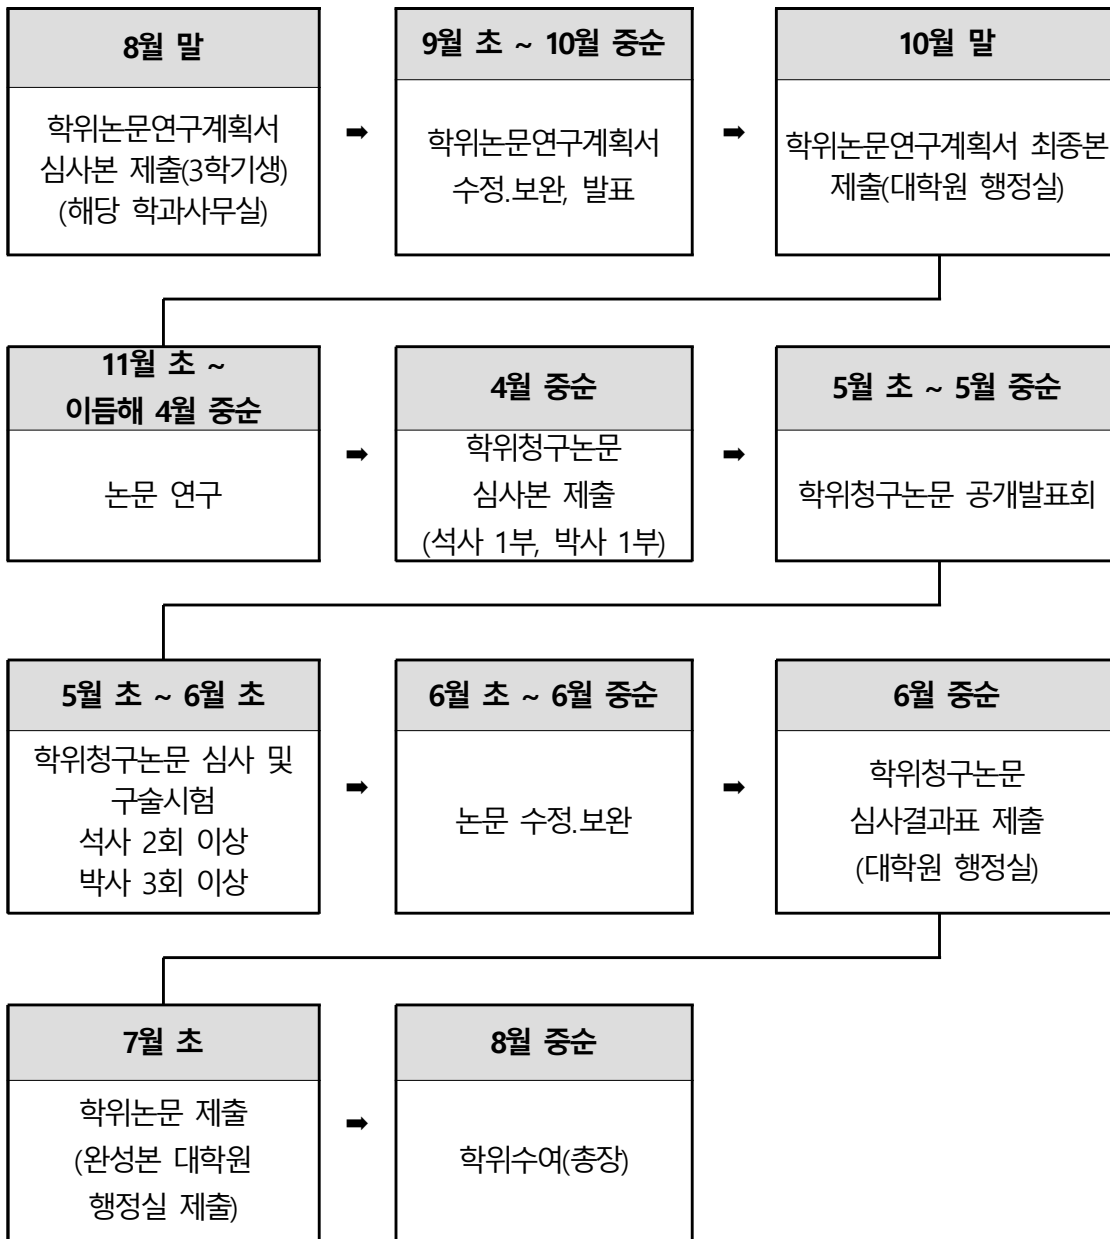 8월 말
학위논문연구계획서
심사본 제출(3학기생)
(해당 학과사무실)
➡
9월 초 ~ 10월 중순
학위논문연구계획서
수정.보완, 발표
➡
10월 말
학위논문연구계획서 최종본
제출(대학원 행정실)
11월 초 ~
이듬해 4월 중순
논문 연구
➡
4월 중순
학위청구논문
심사본 제출
(석사 1부, 박사 1부)
➡
5월 초 ~ 5월 중순
학위청구논문 공개발표회
5월 초 ~ 6월 초
학위청구논문 심사 및
구술시험
석사 2회 이상
박사 3회 이상
➡
6월 초 ~ 6월 중순
논문 수정.보완
➡
6월 중순
학위청구논문
심사결과표 제출
(대학원 행정실)
7월 초
학위논문 제출
(완성본 대학원
행정실 제출)
➡
8월 중순
학위수여(총장)